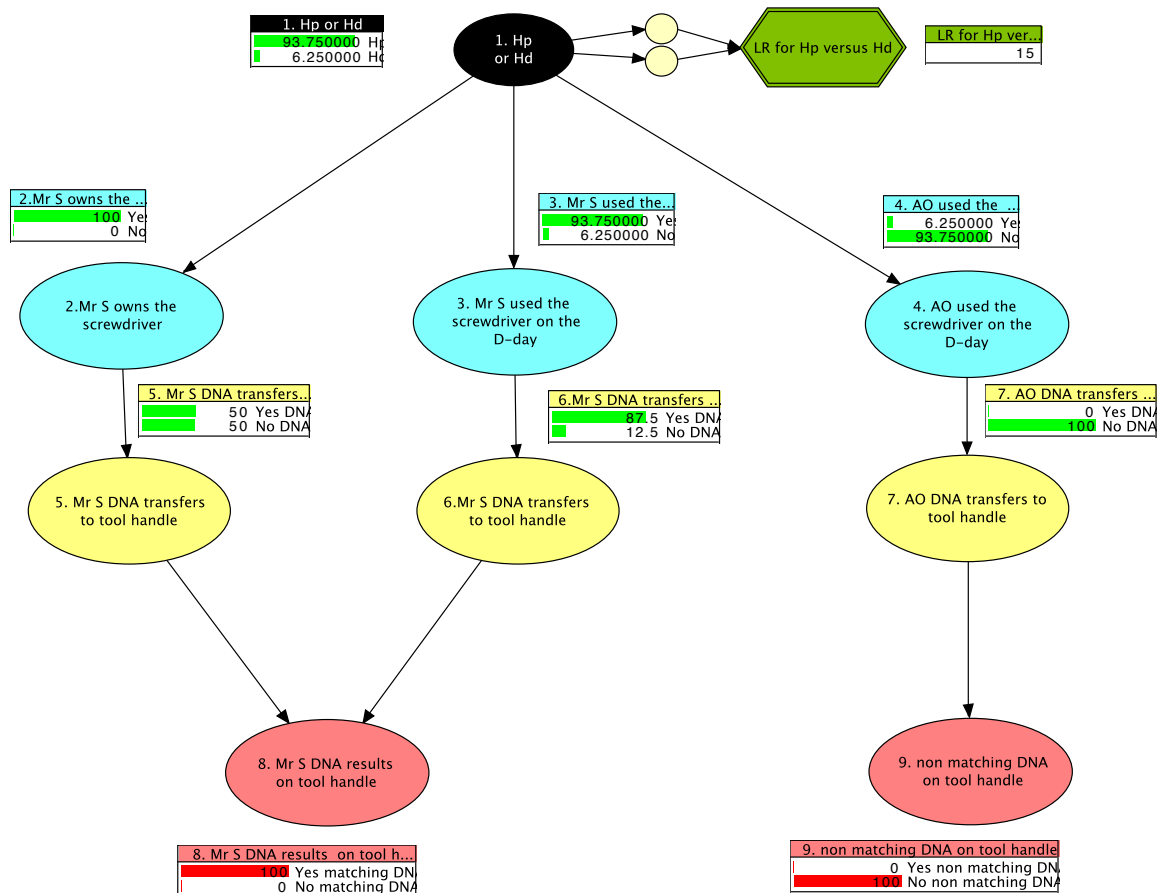 1. Hp or Hd
93.750000 Hp
6.250000 Hd
1. Hp
or Hd
LR for Hp versus Hd
LR for Hp ver...
15
2.Mr S owns the ...
100 Yes
0 No
3. Mr S used the...
93.750000 Yes
6.250000 No
4. AO used the ...
6.250000 Yes
93.750000 No
2.Mr S owns the
screwdriver
3. Mr S used the
screwdriver on the
D-day
4. AO used the
screwdriver on the
D-day
5. Mr S DNA transfers...
50 Yes DNA
50 No DNA
6.Mr S DNA transfers ...
87.5 Yes DNA
12.5 No DNA
7. AO DNA transfers ...
0 Yes DNA
100 No DNA
5. Mr S DNA transfers
to tool handle
6.Mr S DNA transfers
to tool handle
7. AO DNA transfers to
tool handle
8. Mr S DNA results
on tool handle
9. non matching DNA
on tool handle
8. Mr S DNA results on tool h...
100 Yes matching DNA
0 No matching DNA
9. non matching DNA on tool handle
0 Yes non matching DNA
100 No non matching DNA